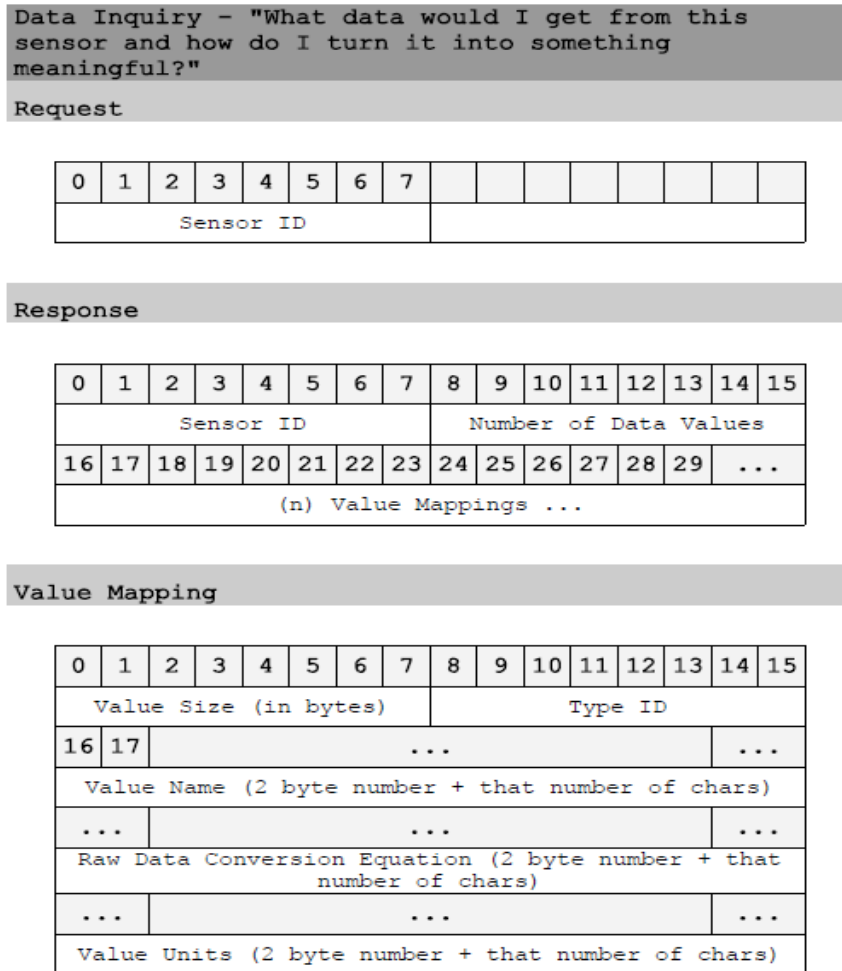 Data Inquiry - "What data would I get from this
sensor and how do I turn it into something
meaningful?"
Request
0 1 2 3 4 5 6 7
Sensor ID
Response
0 1 2 3 4 5 6 7 8 9 10 11 12 13 14 15
Sensor ID Number of Data Values
16 17 18 19 20 21 22 23 24 25 26 27 28 29 ...
(n) Value Mappings ...
Value Mapping
0 1 2 3 4 5 6 7 8 9 10 11 12 13 14 15
Value Size (in bytes) Type ID
16 17 ... ...
Value Name (2 byte number + that number of chars)
... ... ...
Raw Data Conversion Equation (2 byte number + that
number of chars)
... ... ...
Value Units (2 byte number + that number of chars)